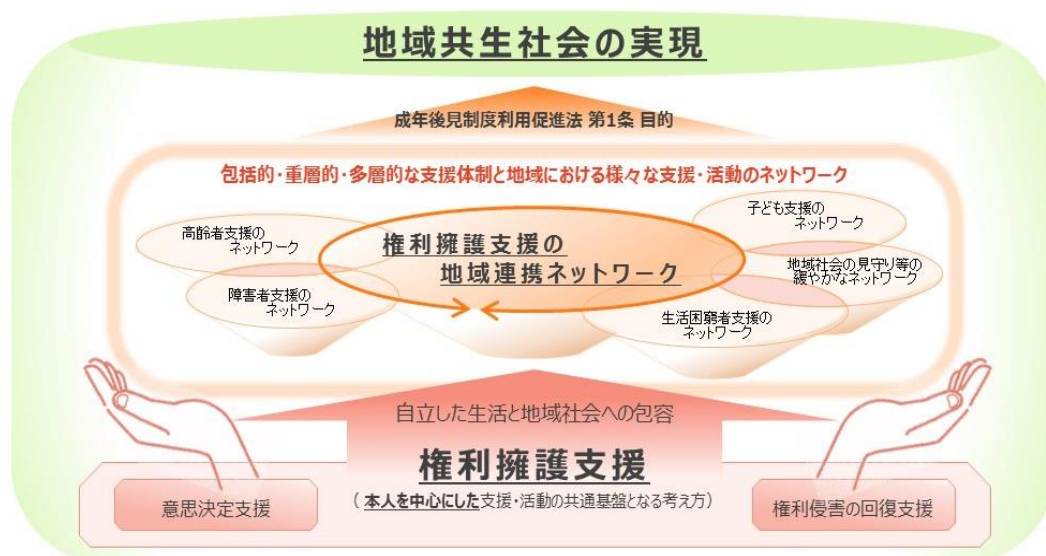 地域共生社会の実現
成年後見制度利用促進法 第1条 目的
包括的・重層的・多層的な支援体制と地域における様々な支援・活動のネットワーク
高齢者支援の
ネットワーク
障害者支援の
ネットワーク
権利擁護支援の
地域連携ネットワーク
子ども支援の
ネットワーク
地域社会の見守り等の
緩やかなネットワーク
生活困窮者支援の
ネットワーク
自立した生活と地域社会への包容
権利擁護支援
（本人を中心にした支援・活動の共通基盤となる考え方）
意思決定支援
権利侵害の回復支援